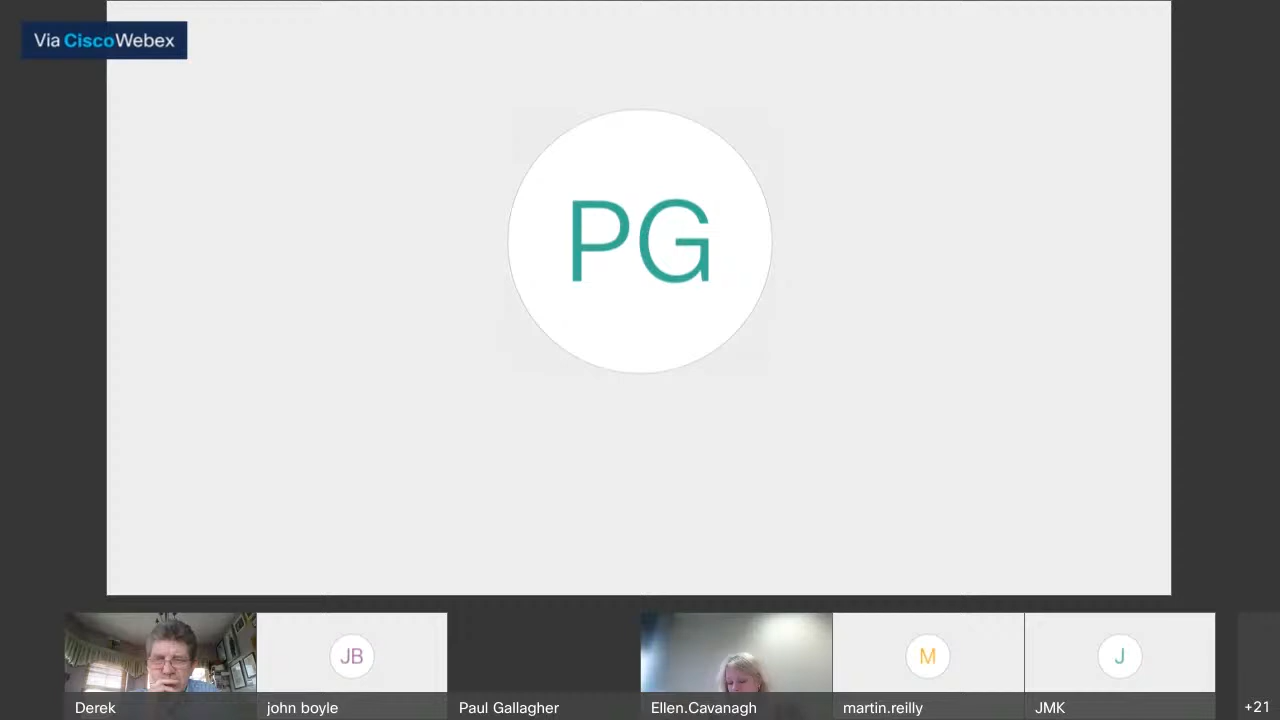 Via CiscoWebex
PG
JB
M
J
Derek
john boyle
Paul Gallagher
Ellen.Cavanagh
martin.reilly
JMK
+21